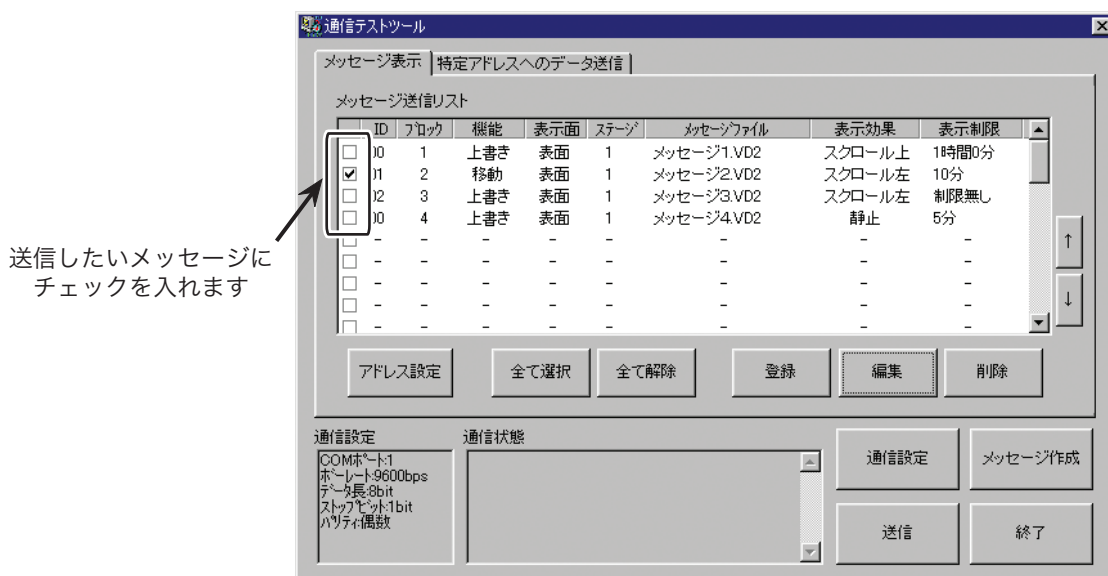 通信テストツール
メッセージ表示 特定アドレスへのデータ送信
メッセージ送信リスト
ID ブロック 機能 表示面 ステージ メッセージファイル 表示効果 表示制限
00 1 上書き 表面 1 メッセージ1.VD2 スクロール上 1時間0分
01 2 移動 表面 1 メッセージ2.VD2 スクロール左 10分
02 3 上書き 表面 1 メッセージ3.VD2 スクロール左 制限無し
00 4 上書き 表面 1 メッセージ4.VD2 静止 5分
- - - - - - - -
- - - - - - - -
- - - - - - - -
- - - - - - - -
- - - - - - - -
↑
↓
送信したいメッセージに
チェックを入れます
アドレス設定 全て選択 全て解除 登録 編集 削除
通信設定 通信状態
COMポート:1
ボーレート:9600bps
データ長:8bit
ストップビット:1bit
パリティ:偶数
通信設定 メッセージ作成
送信 終了